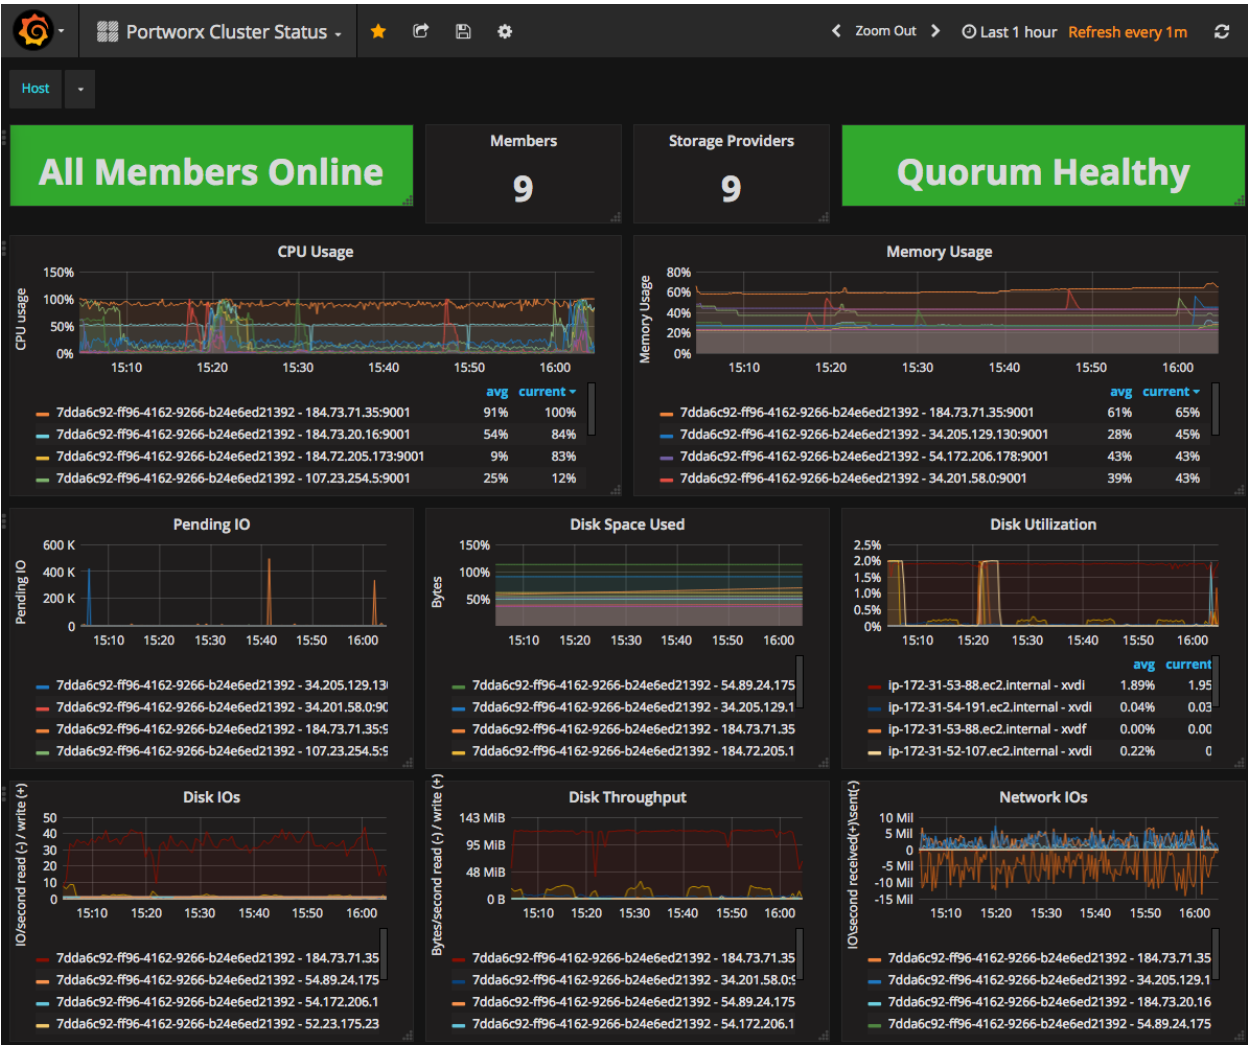 Portworx Cluster Status
Zoom Out
Last 1 hour Refresh every 1m
Host
All Members Online
Members
9
Storage Providers
9
Quorum Healthy
CPU Usage
CPU usage
150%
100%
50%
0%
15:10 15:20 15:30 15:40 15:50 16:00
avg current
7dda6c92-ff96-4162-9266-b24e6ed21392 - 184.73.71.35:9001 91% 100%
7dda6c92-ff96-4162-9266-b24e6ed21392 - 184.73.20.16:9001 54% 84%
7dda6c92-ff96-4162-9266-b24e6ed21392 - 184.72.205.173:9001 9% 83%
7dda6c92-ff96-4162-9266-b24e6ed21392 - 107.23.254.5:9001 25% 12%
Memory Usage
Memory Usage
80%
60%
40%
20%
0%
15:10 15:20 15:30 15:40 15:50 16:00
avg current
7dda6c92-ff96-4162-9266-b24e6ed21392 - 184.73.71.35:9001 61% 65%
7dda6c92-ff96-4162-9266-b24e6ed21392 - 34.205.129.130:9001 28% 45%
7dda6c92-ff96-4162-9266-b24e6ed21392 - 54.172.206.178:9001 43% 43%
7dda6c92-ff96-4162-9266-b24e6ed21392 - 34.201.58.0:9001 39% 43%
Pending IO
Pending IO
600 K
400 K
200 K
0
15:10 15:20 15:30 15:40 15:50 16:00
7dda6c92-ff96-4162-9266-b24e6ed21392 - 34.205.129.130
7dda6c92-ff96-4162-9266-b24e6ed21392 - 34.201.58.0:90
7dda6c92-ff96-4162-9266-b24e6ed21392 - 184.73.71.35:9
7dda6c92-ff96-4162-9266-b24e6ed21392 - 107.23.254.5:9
Disk Space Used
Bytes
150%
100%
50%
15:10 15:20 15:30 15:40 15:50 16:00
7dda6c92-ff96-4162-9266-b24e6ed21392 - 54.89.24.175
7dda6c92-ff96-4162-9266-b24e6ed21392 - 34.205.129.1
7dda6c92-ff96-4162-9266-b24e6ed21392 - 184.73.71.35
7dda6c92-ff96-4162-9266-b24e6ed21392 - 184.72.205.1
Disk Utilization
2.5%
2.0%
1.5%
1.0%
0.5%
0%
15:10 15:20 15:30 15:40 15:50 16:00
avg current
ip-172-31-53-88.ec2.internal - xvdi 1.89% 1.95
ip-172-31-54-191.ec2.internal - xvdi 0.04% 0.03
ip-172-31-53-88.ec2.internal - xvdf 0.00% 0.00
ip-172-31-52-107.ec2.internal - xvdi 0.22% 0
Disk IOs
IO/second read (-) / write (+)
50
40
30
20
10
0
15:10 15:20 15:30 15:40 15:50 16:00
7dda6c92-ff96-4162-9266-b24e6ed21392 - 184.73.71.35
7dda6c92-ff96-4162-9266-b24e6ed21392 - 54.89.24.175
7dda6c92-ff96-4162-9266-b24e6ed21392 - 54.172.206.1
7dda6c92-ff96-4162-9266-b24e6ed21392 - 52.23.175.23
Disk Throughput
Bytes/second read (-) / write (+)
143 MiB
95 MiB
48 MiB
0 B
15:10 15:20 15:30 15:40 15:50 16:00
7dda6c92-ff96-4162-9266-b24e6ed21392 - 184.73.71.35
7dda6c92-ff96-4162-9266-b24e6ed21392 - 34.201.58.0:9
7dda6c92-ff96-4162-9266-b24e6ed21392 - 54.89.24.175
7dda6c92-ff96-4162-9266-b24e6ed21392 - 54.172.206.1
Network IOs
IO\second received(+)\sent(-)
10 Mil
5 Mil
0
-5 Mil
-10 Mil
-15 Mil
15:10 15:20 15:30 15:40 15:50 16:00
7dda6c92-ff96-4162-9266-b24e6ed21392 - 184.73.71.35
7dda6c92-ff96-4162-9266-b24e6ed21392 - 34.205.129.1
7dda6c92-ff96-4162-9266-b24e6ed21392 - 184.73.20.16
7dda6c92-ff96-4162-9266-b24e6ed21392 - 54.89.24.175